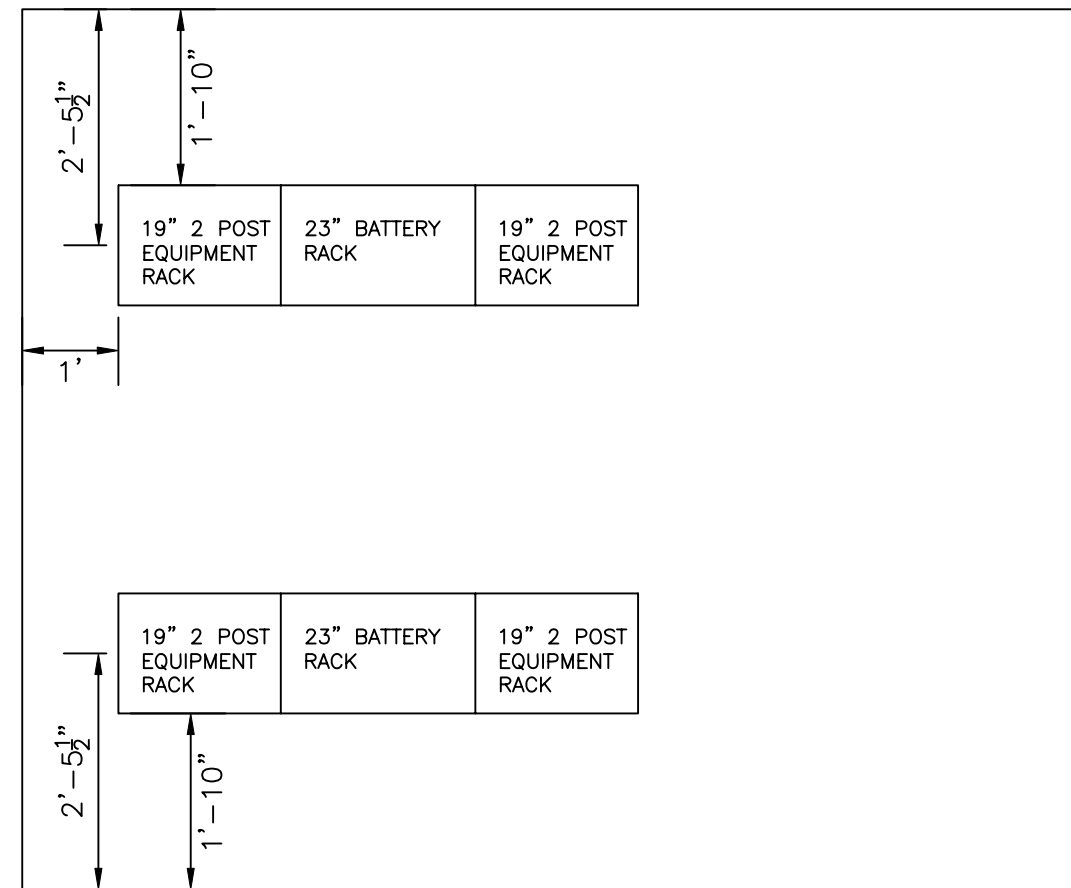 2'-5½"
1'-10"
19" 2 POST
EQUIPMENT
RACK
23" BATTERY
RACK
19" 2 POST
EQUIPMENT
RACK
1'
19" 2 POST
EQUIPMENT
RACK
23" BATTERY
RACK
19" 2 POST
EQUIPMENT
RACK
2'-5½"
1'-10"